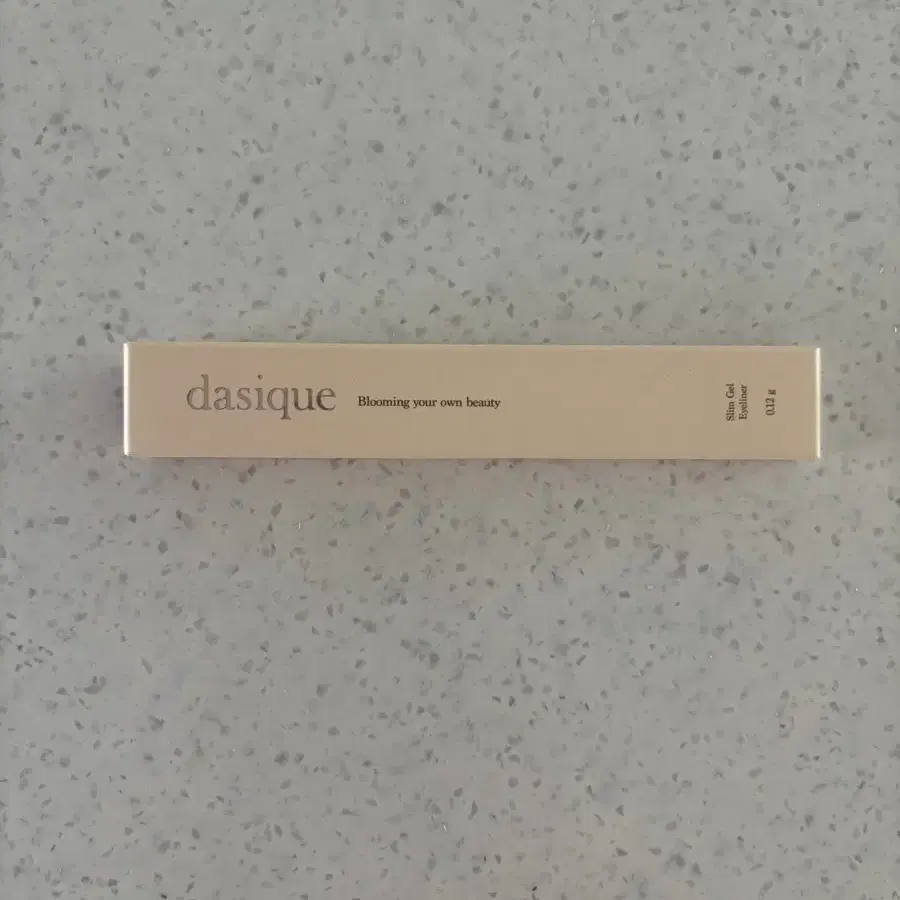 dasique
Blooming your own beauty
Slim Gel
Eyeliner
0.12 g